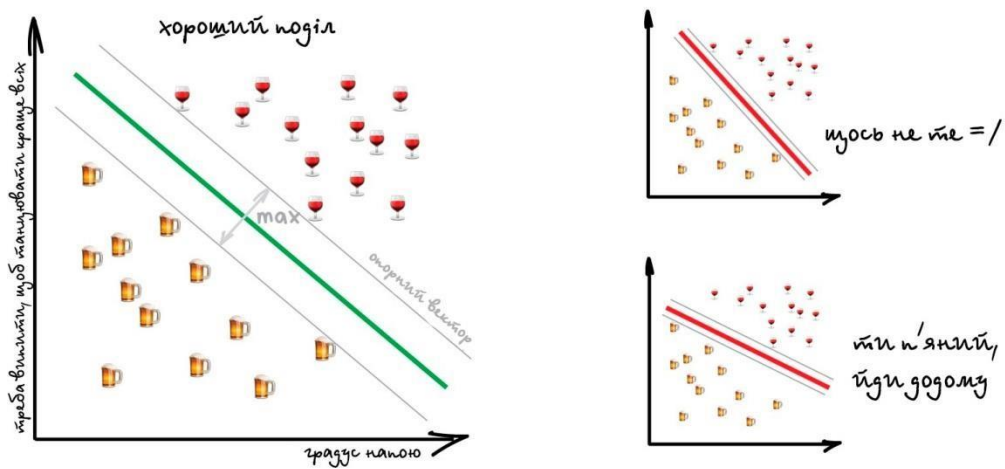 хороший поділ
треба випити, щоб танцювати краще всіх
max
опорний вектор
градус напою
щось не те =/
ти п'яний,
йди додому